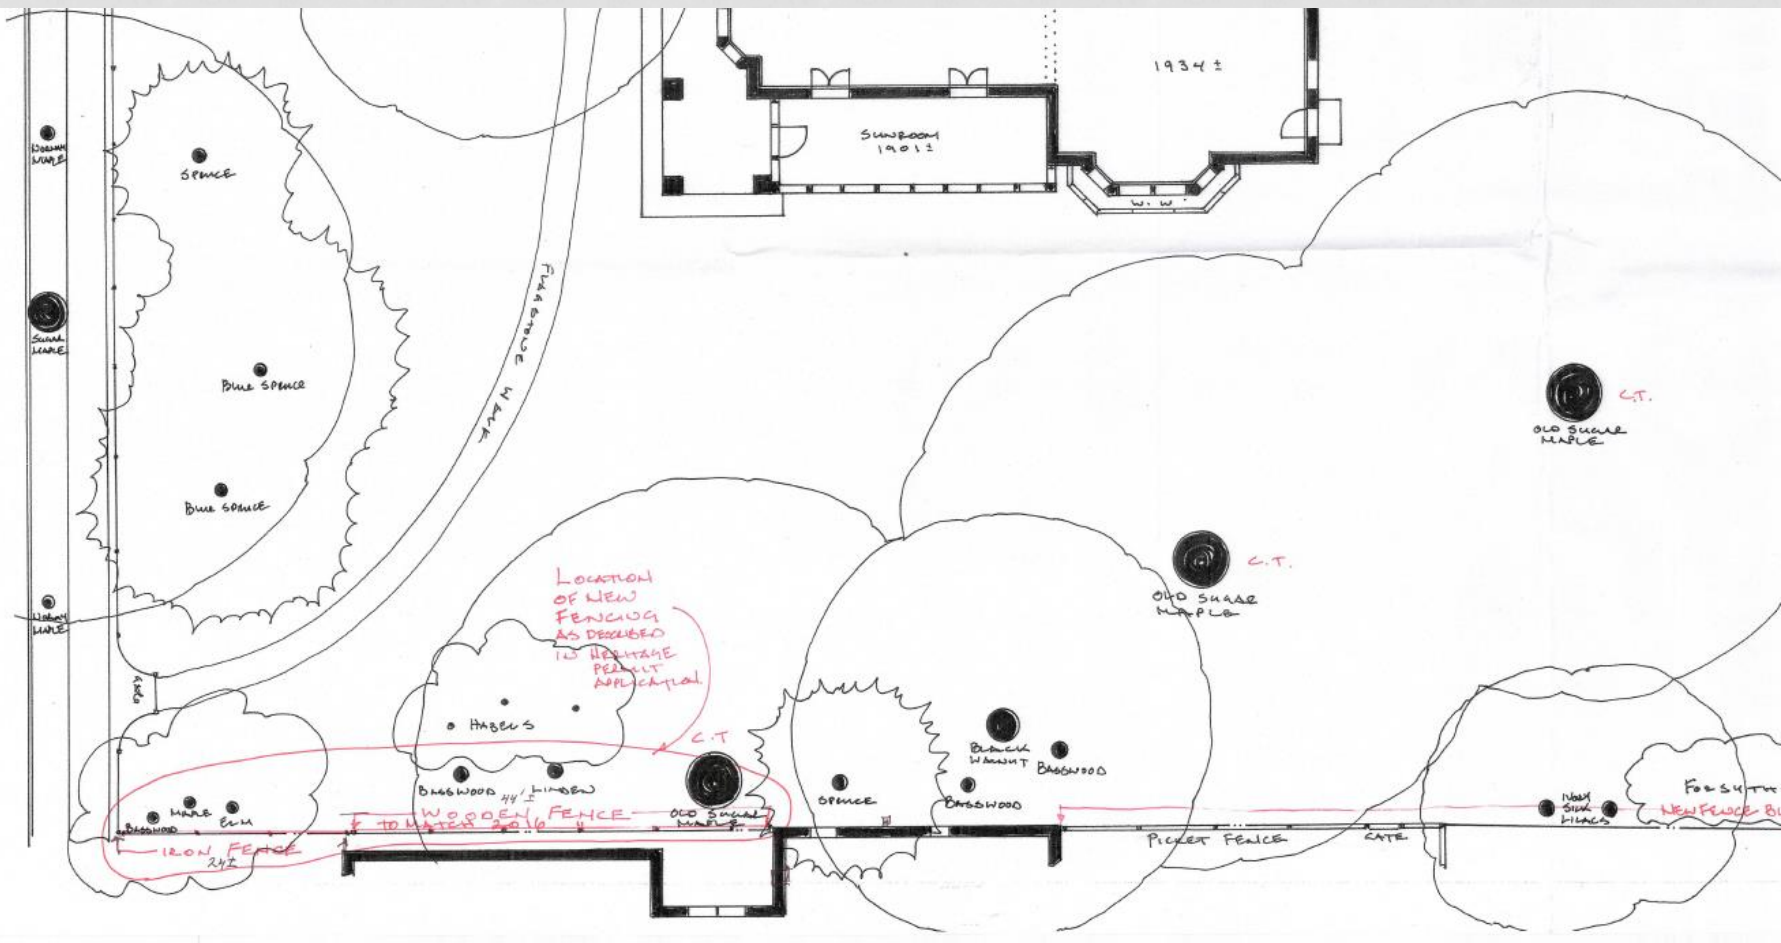 1934 ±
SUNROOM
1901 ±
W. W.
NORWAY
MAPLE
SPRUCE
SUGAR
MAPLE
BLUE SPRUCE
FLAGSTONE WALK
C.T.
OLD SUGAR
MAPLE
BLUE SPRUCE
C.T.
OLD SUGAR
MAPLE
NORWAY
MAPLE
LOCATION
OF NEW
FENCING
AS DESCRIBED
IN HERITAGE
PERMIT
APPLICATION
GATE
HAZELS
C.T
BLACK
WALNUT
BASSWOOD
BASSWOOD
LINDEN
44' ±
SPRUCE
BASSWOOD
MAPLE
ELM
BASSWOOD
WOODEN FENCE
TO MATCH 2016
OLD SUGAR
MAPLE
IVORY
SILK
LILACS
FORSYTH
NEW FENCE BU
IRON FENCE
24 ±
PICKET FENCE
GATE